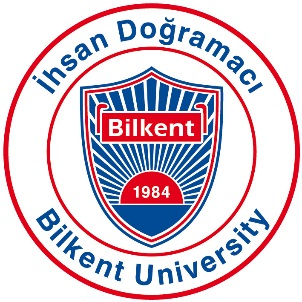 İhsan Doğramacı
Bilkent
1984
Bilkent University